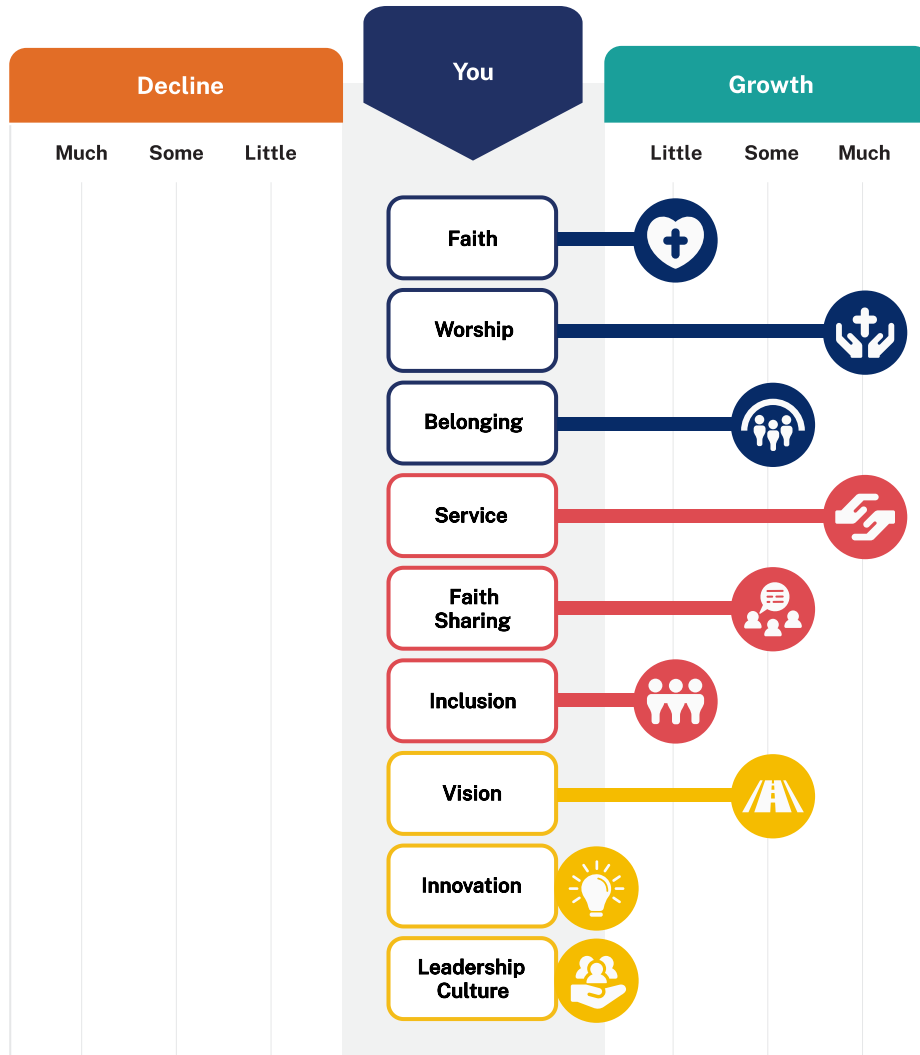 Decline
You
Growth
Much Some Little
Little Some Much
Faith
Worship
Belonging
Service
Faith
Sharing
Inclusion
Vision
Innovation
Leadership
Culture